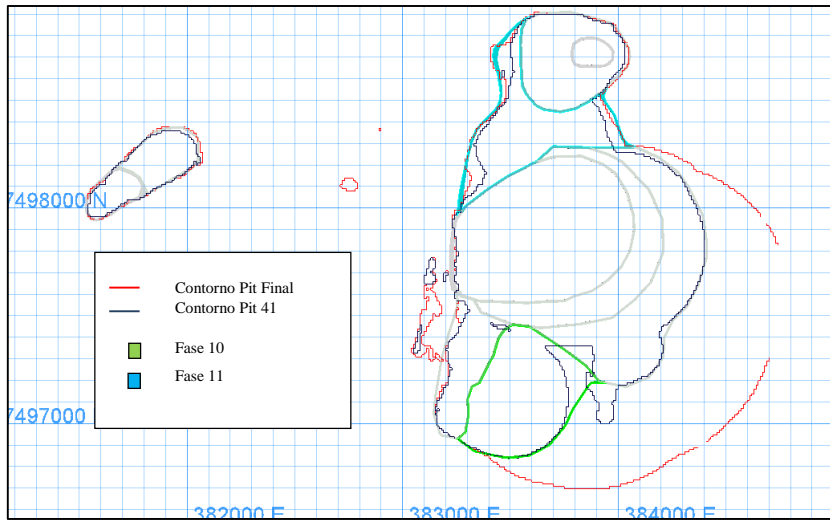 7498000 N
Contorno Pit Final
Contorno Pit 41
Fase 10
Fase 11
7497000
382000 E
383000 E
384000 E